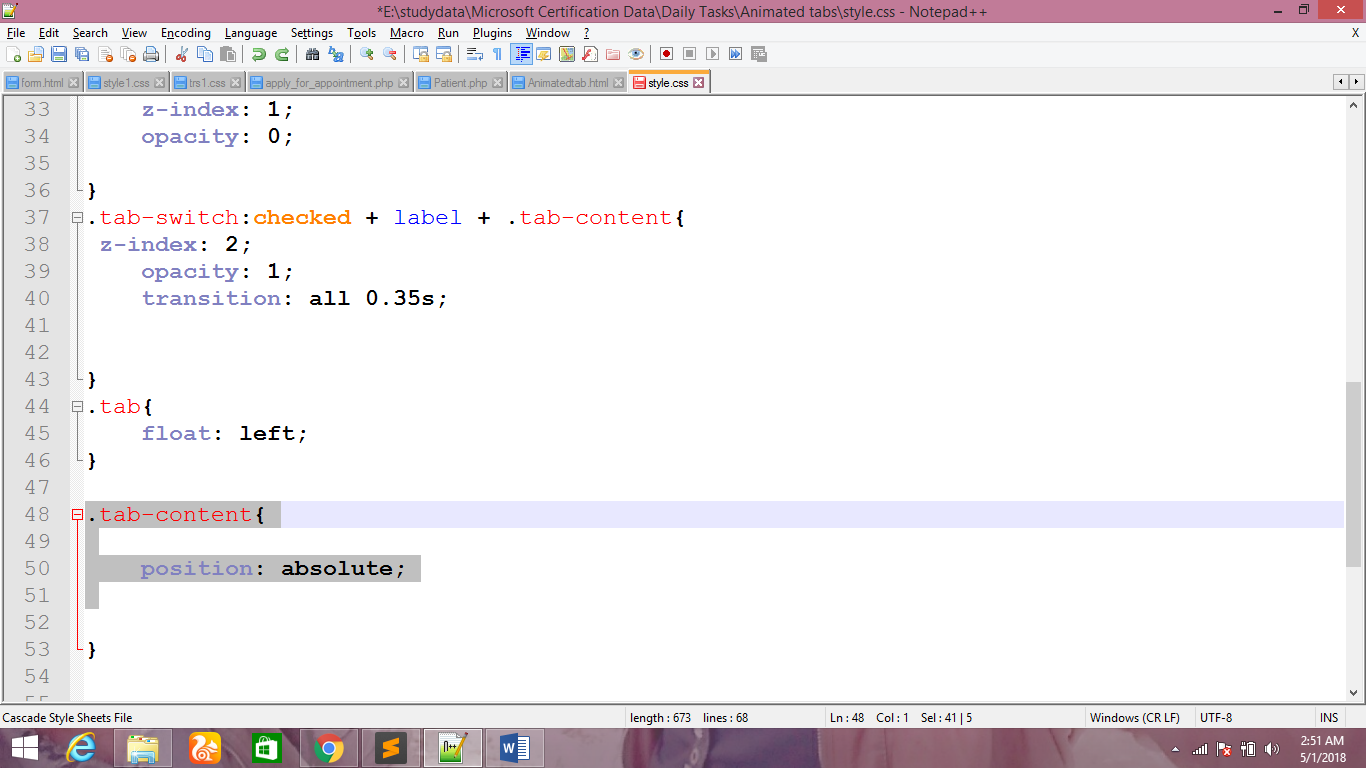 *E:\studydata\Microsoft Certification Data\Daily Tasks\Animated tabs\style.css - Notepad++
File Edit Search View Encoding Language Settings Tools Macro Run Plugins Window ? X
form.html style1.css trs1.css apply_for_appointment.php Patient.php Animatedtab.html style.css
33 z-index: 1;
34 opacity: 0;
35
36 }
37 .tab-switch:checked + label + .tab-content{
38 z-index: 2;
39 opacity: 1;
40 transition: all 0.35s;
41
42
43 }
44 .tab{
45 float: left;
46 }
47
48 .tab-content{
49
50 position: absolute;
51
52
53 }
54
55
Cascade Style Sheets File length : 673 lines : 68 Ln : 48 Col : 1 Sel : 41 | 5 Windows (CR LF) UTF-8 INS
2:51 AM
5/1/2018